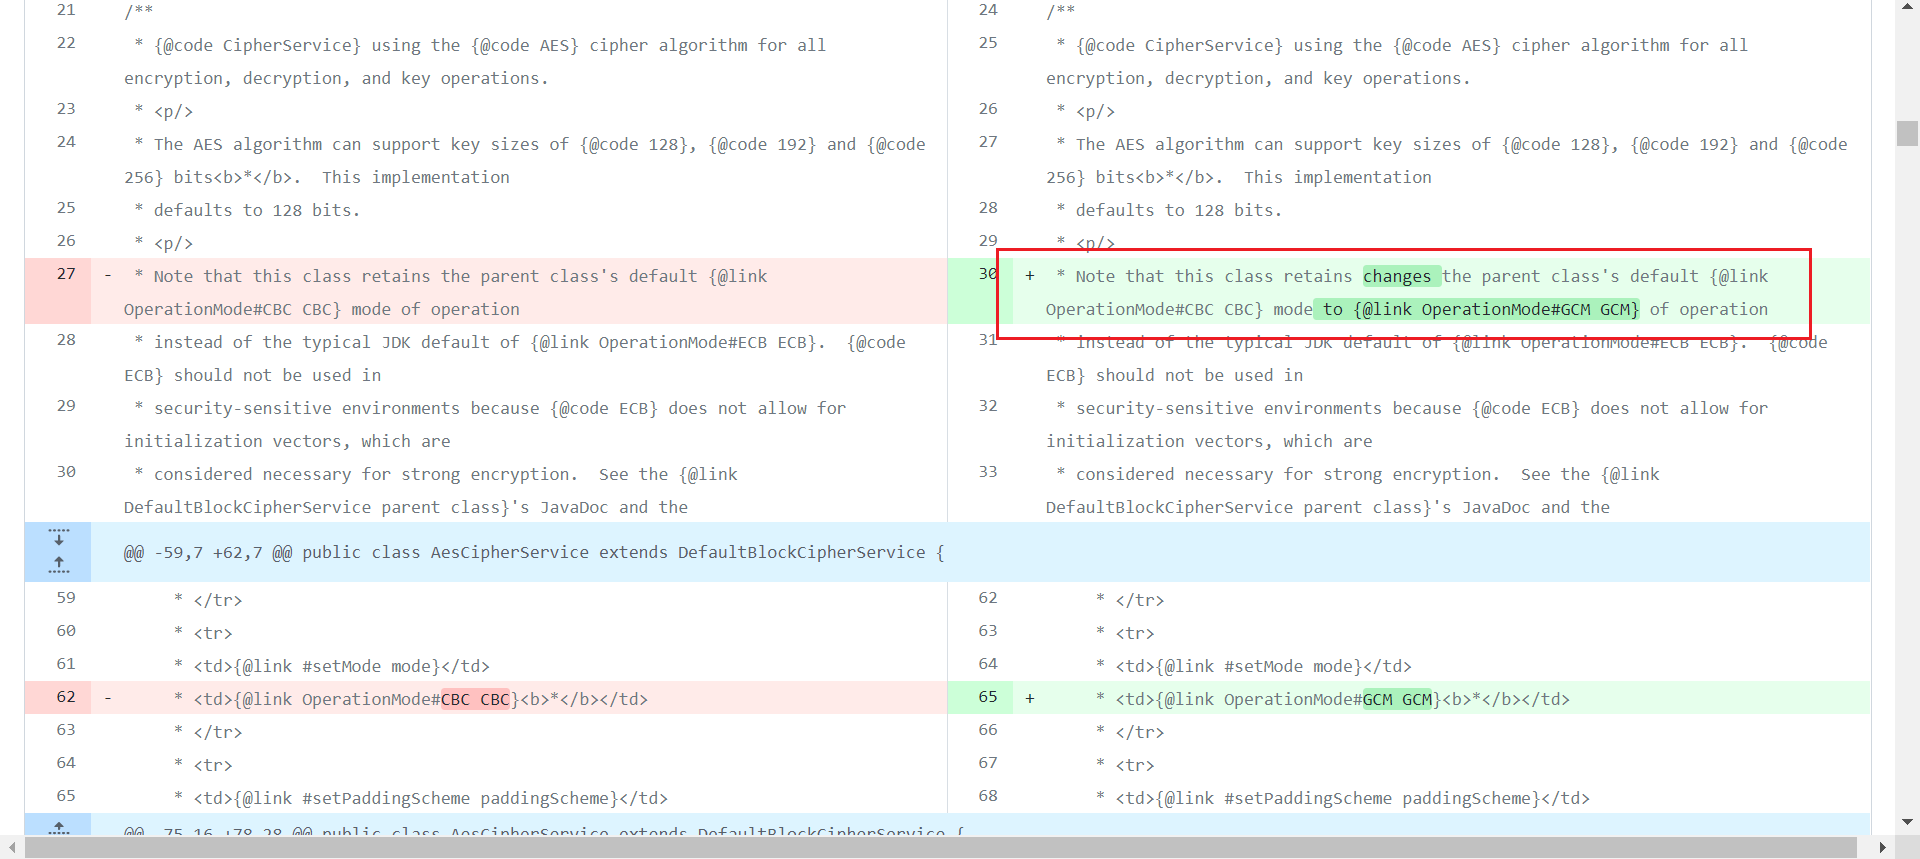 21 /**
22 * {@code CipherService} using the {@code AES} cipher algorithm for all
encryption, decryption, and key operations.
23 * <p/>
24 * The AES algorithm can support key sizes of {@code 128}, {@code 192} and {@code
256} bits<b>*</b>.  This implementation
25 * defaults to 128 bits.
26 * <p/>
27 - * Note that this class retains the parent class's default {@link
OperationMode#CBC CBC} mode of operation
28 * instead of the typical JDK default of {@link OperationMode#ECB ECB}.  {@code
ECB} should not be used in
29 * security-sensitive environments because {@code ECB} does not allow for
initialization vectors, which are
30 * considered necessary for strong encryption.  See the {@link
DefaultBlockCipherService parent class}'s JavaDoc and the
24 /**
25 * {@code CipherService} using the {@code AES} cipher algorithm for all
encryption, decryption, and key operations.
26 * <p/>
27 * The AES algorithm can support key sizes of {@code 128}, {@code 192} and {@code
256} bits<b>*</b>.  This implementation
28 * defaults to 128 bits.
29 * <p/>
30 + * Note that this class retains changes the parent class's default {@link
OperationMode#CBC CBC} mode to {@link OperationMode#GCM GCM} of operation
31 * instead of the typical JDK default of {@link OperationMode#ECB ECB}.  {@code
ECB} should not be used in
32 * security-sensitive environments because {@code ECB} does not allow for
initialization vectors, which are
33 * considered necessary for strong encryption.  See the {@link
DefaultBlockCipherService parent class}'s JavaDoc and the
@@ -59,7 +62,7 @@ public class AesCipherService extends DefaultBlockCipherService {
59 * </tr>
60 * <tr>
61 * <td>{@link #setMode mode}</td>
62 - * <td>{@link OperationMode#CBC CBC}<b>*</b></td>
63 * </tr>
64 * <tr>
65 * <td>{@link #setPaddingScheme paddingScheme}</td>
62 * </tr>
63 * <tr>
64 * <td>{@link #setMode mode}</td>
65 + * <td>{@link OperationMode#GCM GCM}<b>*</b></td>
66 * </tr>
67 * <tr>
68 * <td>{@link #setPaddingScheme paddingScheme}</td>
@@ -75,16 +78,28 @@ public class AesCipherService extends DefaultBlockCipherService {